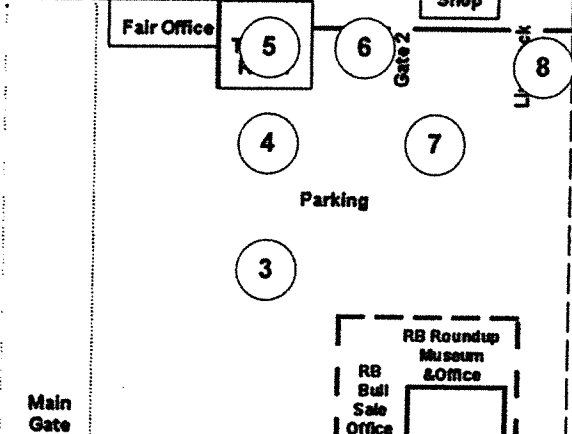 Shop
Fair Office
5
6
Gate 2
8
4
7
Parking
3
RB Roundup
Museum
&Office
RB
Bull
Sale
Office
Main
Gate